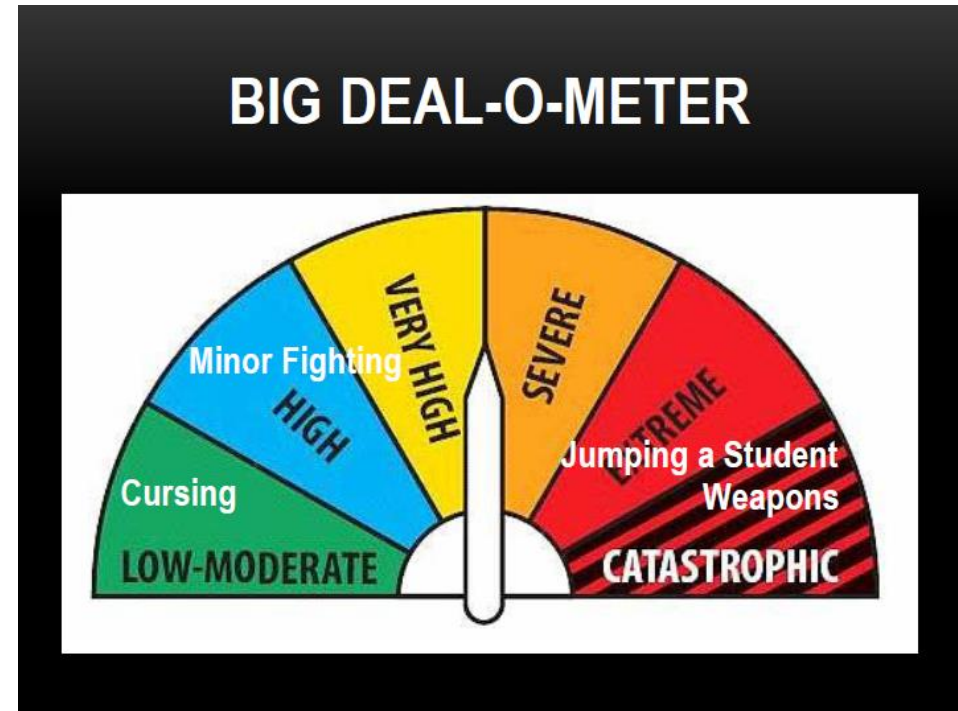 BIG DEAL-O-METER
VERY HIGH
SEVERE
Minor Fighting
HIGH
EXTREME
Jumping a Student
Weapons
Cursing
LOW-MODERATE
CATASTROPHIC